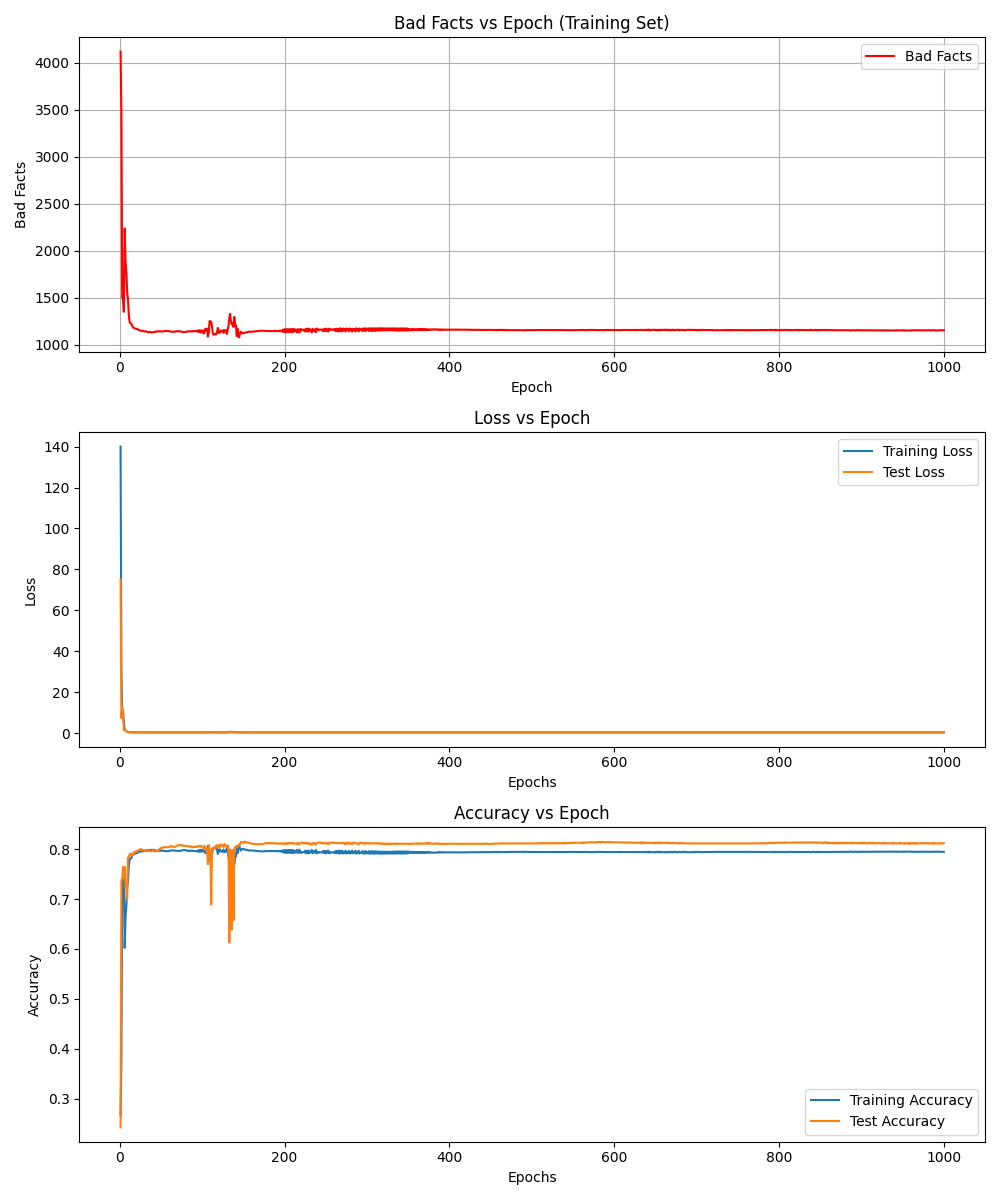 Bad Facts vs Epoch (Training Set)
Bad Facts
4000
3500
3000
2500
2000
1500
1000
Bad Facts
0 200 400 600 800 1000
Epoch
Loss vs Epoch
Training Loss
Test Loss
140
120
100
80
60
40
20
0
Loss
0 200 400 600 800 1000
Epochs
Accuracy vs Epoch
0.8
0.7
0.6
0.5
0.4
0.3
Accuracy
Training Accuracy
Test Accuracy
0 200 400 600 800 1000
Epochs